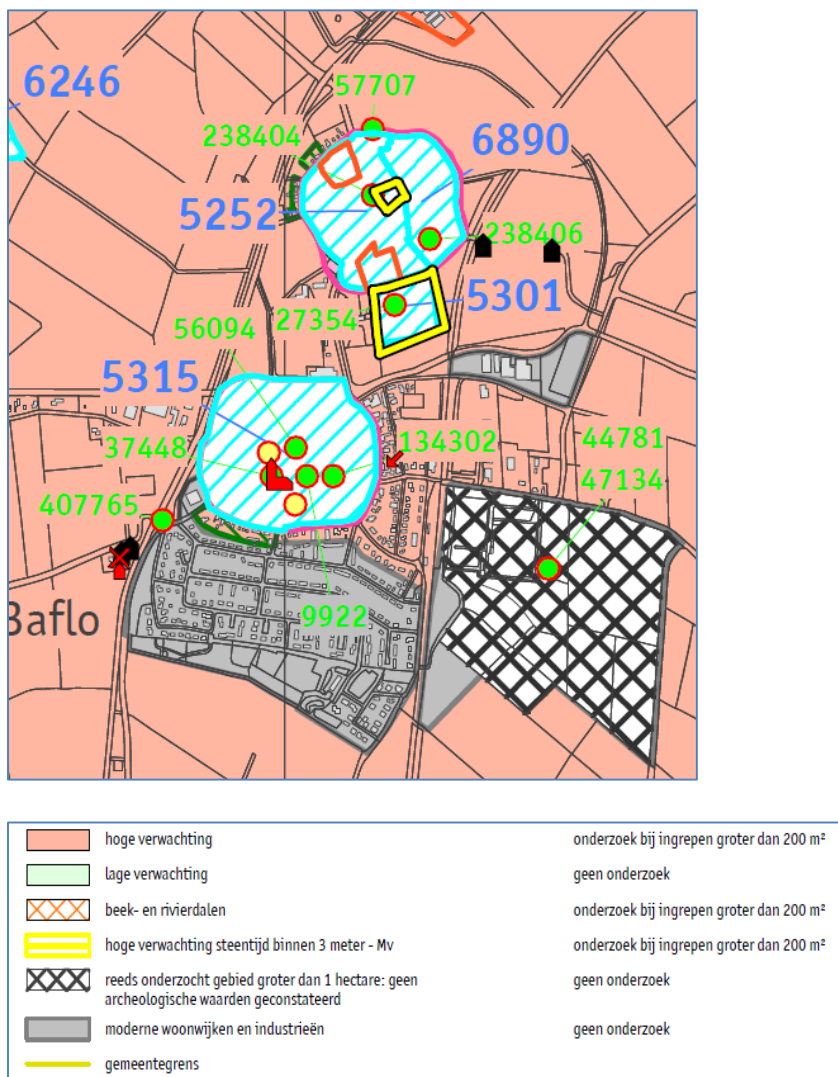 57707
6246
238404
6890
5252
238406
5301
27354
56094
5315
37448
134302
44781
47134
407765
9922
Baflo
hoge verwachting onderzoek bij ingrepen groter dan 200 m²
lage verwachting geen onderzoek
beek- en rivierdalen onderzoek bij ingrepen groter dan 200 m²
hoge verwachting steentijd binnen 3 meter - Mv onderzoek bij ingrepen groter dan 200 m²
reeds onderzocht gebied groter dan 1 hectare: geen geen onderzoek
archeologische waarden geconstateerd
moderne woonwijken en industrieën geen onderzoek
gemeentegrens